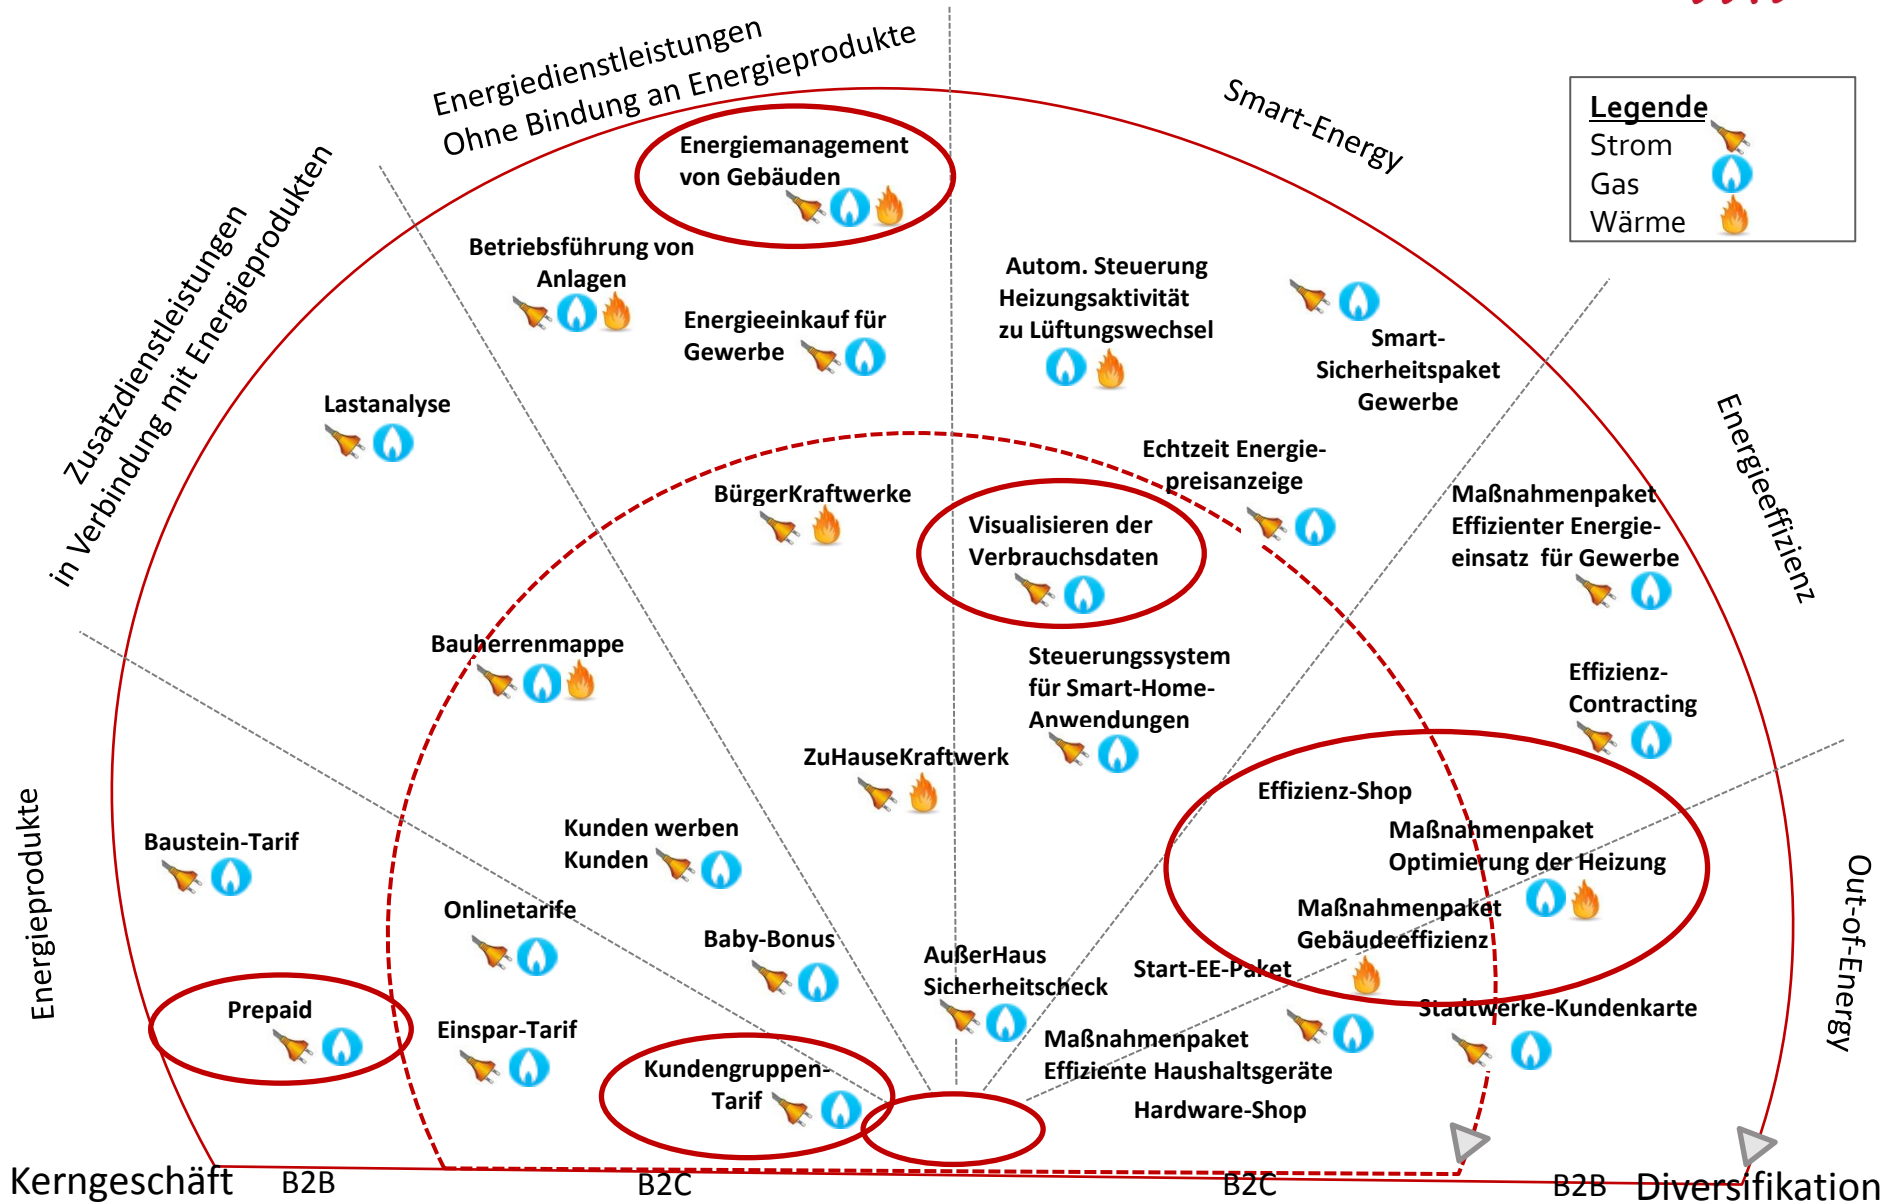 Energiedienstleistungen
Ohne Bindung an Energieprodukte
Smart-Energy
Legende
Strom
Gas
Wärme
Energiemanagement
von Gebäuden
Zusatzdienstleistungen
in Verbindung mit Energieprodukten
Betriebsführung von
Anlagen
Energieeinkauf für
Gewerbe
Autom. Steuerung
Heizungsaktivität
zu Lüftungswechsel
Smart-
Sicherheitspaket
Gewerbe
Lastanalyse
Energieeffizienz
Echtzeit Energie-
preisanzeige
BürgerKraftwerke
Visualisieren der
Verbrauchsdaten
Maßnahmenpaket
Effizienter Energie-
einsatz für Gewerbe
Bauherrenmappe
Steuerungssystem
für Smart-Home-
Anwendungen
Effizienz-
Contracting
ZuHauseKraftwerk
Effizienz-Shop
Energieprodukte
Baustein-Tarif
Kunden werben
Kunden
Maßnahmenpaket
Optimierung der Heizung
Out-of-Energy
Onlinetarife
Maßnahmenpaket
Gebäudeeffizienz
Baby-Bonus
AußerHaus
Sicherheitscheck
Start-EE-Paket
Prepaid
Einspar-Tarif
Stadtwerke-Kundenkarte
Maßnahmenpaket
Effiziente Haushaltsgeräte
Kundengruppen-
Tarif
Hardware-Shop
Kerngeschäft
B2B
B2C
B2C
B2B
Diversifikation